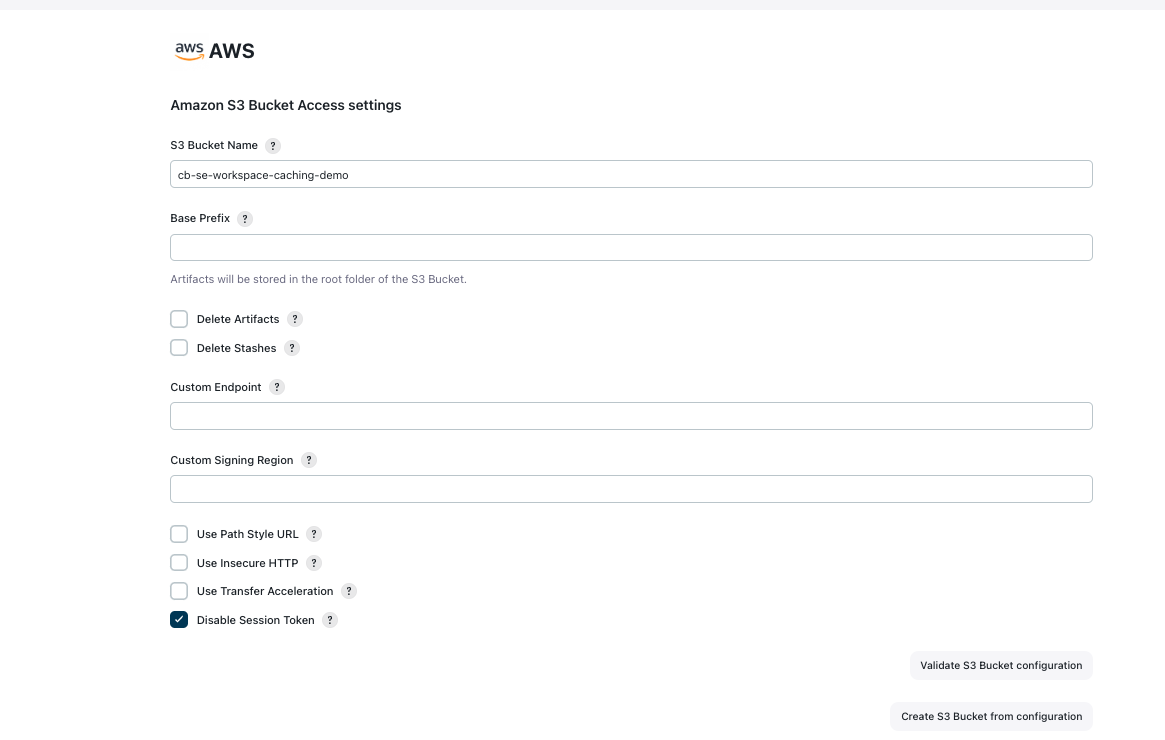 aws AWS
Amazon S3 Bucket Access settings
S3 Bucket Name ?
cb-se-workspace-caching-demo
Base Prefix ?
Artifacts will be stored in the root folder of the S3 Bucket.
Delete Artifacts ?
Delete Stashes ?
Custom Endpoint ?
Custom Signing Region ?
Use Path Style URL ?
Use Insecure HTTP ?
Use Transfer Acceleration ?
Disable Session Token ?
Validate S3 Bucket configuration
Create S3 Bucket from configuration